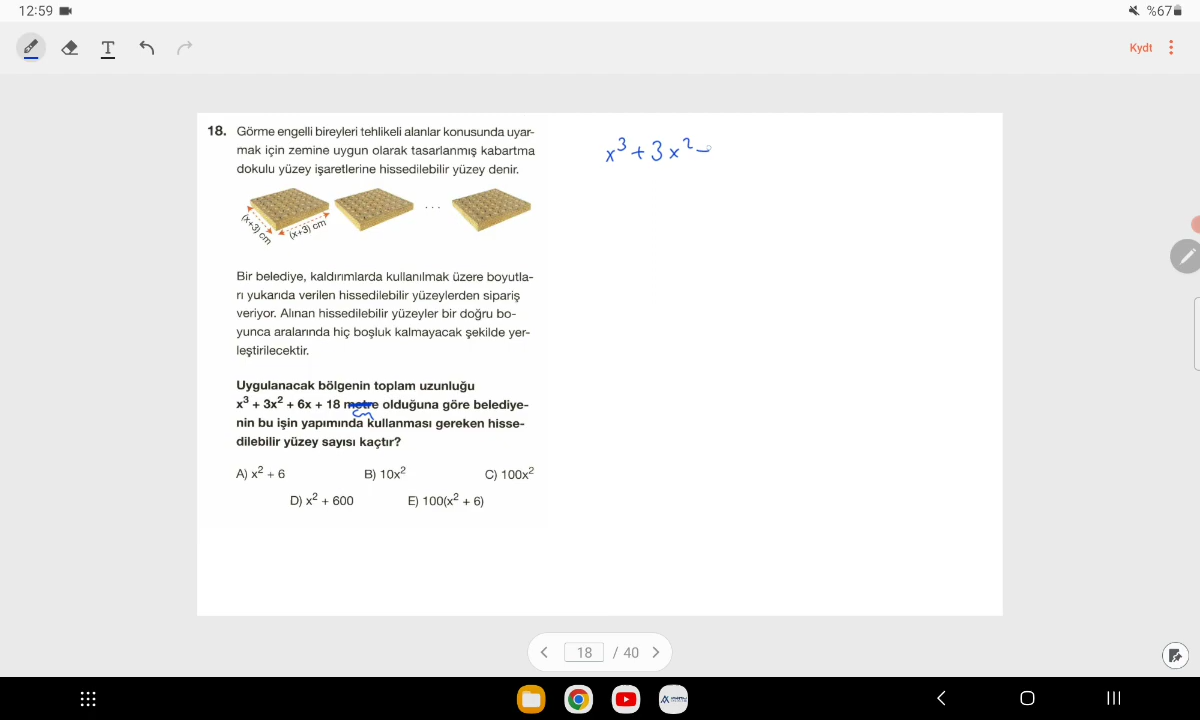 12:59
%67
T
Kydt
18. Görme engelli bireyleri tehlikeli alanlar konusunda uyar-
mak için zemine uygun olarak tasarlanmış kabartma
dokulu yüzey işaretlerine hissedilebilir yüzey denir.
x³ + 3x² –
(x+3) cm
(x+3) cm
...
Bir belediye, kaldırımlarda kullanılmak üzere boyutla-
rı yukarıda verilen hissedilebilir yüzeylerden sipariş
veriyor. Alınan hissedilebilir yüzeyler bir doğru bo-
yunca aralarında hiç boşluk kalmayacak şekilde yer-
leştirilecektir.
Uygulanacak bölgenin toplam uzunluğu
x³ + 3x² + 6x + 18 metre olduğuna göre belediye-
cm
nin bu işin yapımında kullanması gereken hisse-
dilebilir yüzey sayısı kaçtır?
A) x² + 6 B) 10x² C) 100x²
D) x² + 600 E) 100(x² + 6)
18 / 40